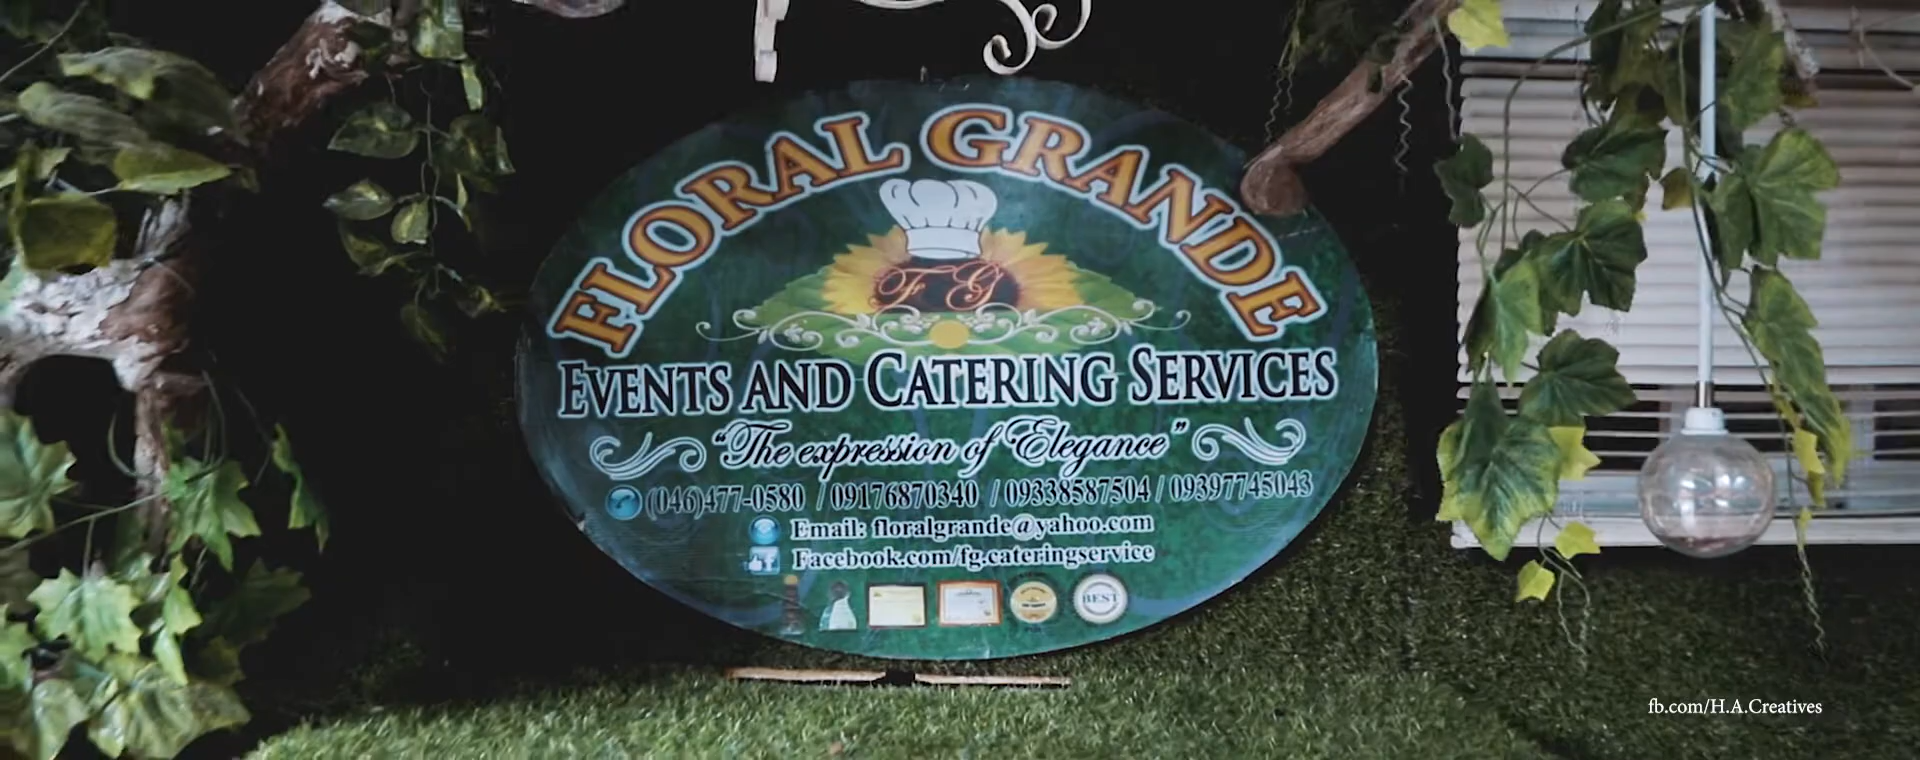 FLORAL GRANDE
FG
EVENTS AND CATERING SERVICES
"The expression of Elegance"
(046)477-0580 / 09176870340 / 09338587504 / 09397745043
Email: floralgrande@yahoo.com
Facebook.com/fg.cateringservice
BEST
fb.com/H.A.Creatives